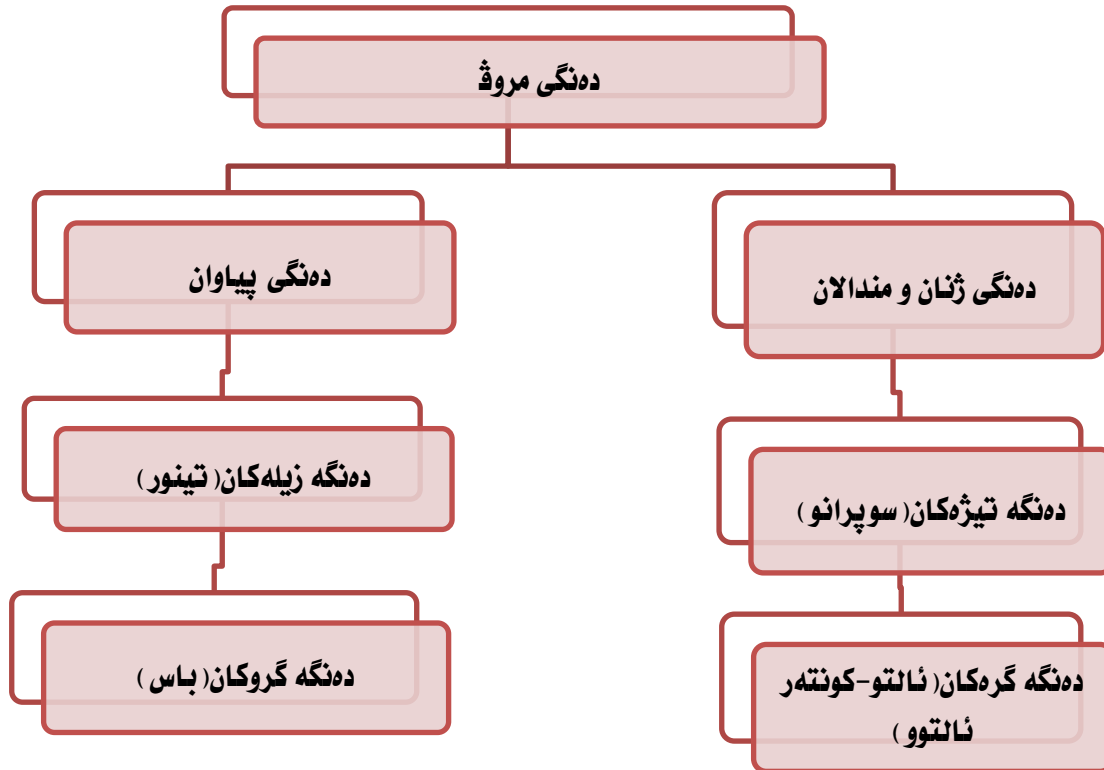 دەنگی مروڤ
دەنگی ژنان و مندالان
دەنگی پیاوان
دەنگە تیژەکان( سوپرانو )
دەنگە زیلەکان( تینور )
دەنگە گرەکان( ئالتو-کونتەر
ئالتوو )
دەنگە گروکان( باس )